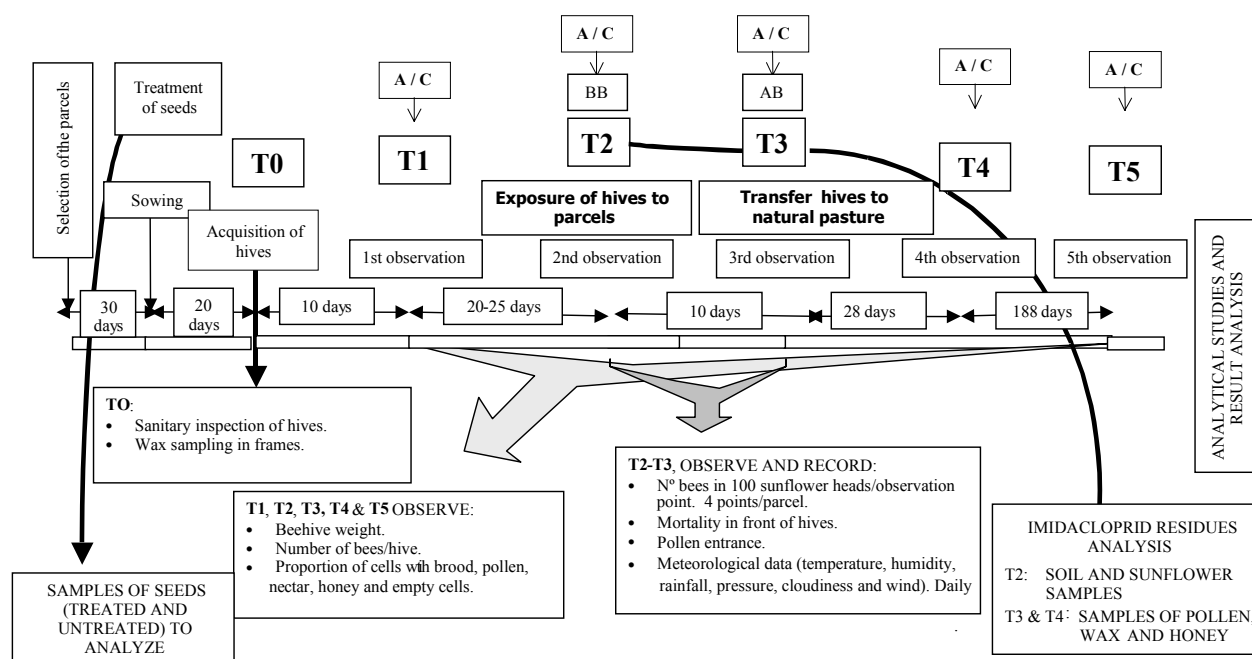 A / C
A / C
A / C
A / C
A / C
Selection of the parcels
Treatment
of seeds
BB
AB
T0
T1
T2
T3
T4
T5
Sowing
Acquisition of
hives
Exposure of hives to
parcels
Transfer hives to
natural pasture
1st observation
2nd observation
3rd observation
4th observation
5th observation
30
days
20
days
10 days
20-25 days
10 days
28 days
188 days
ANALYTICAL STUDIES AND
RESULT ANALYSIS
TO:
• Sanitary inspection of hives.
• Wax sampling in frames.
T1, T2, T3, T4 & T5 OBSERVE:
• Beehive weight.
• Number of bees/hive.
• Proportion of cells with brood, pollen,
nectar, honey and empty cells.
T2-T3, OBSERVE AND RECORD:
• Nº bees in 100 sunflower heads/observation
point. 4 points/parcel.
• Mortality in front of hives.
• Pollen entrance.
• Meteorological data (temperature, humidity,
rainfall, pressure, cloudiness and wind). Daily
SAMPLES OF SEEDS
(TREATED AND
UNTREATED) TO
ANALYZE
IMIDACLOPRID RESIDUES
ANALYSIS
T2: SOIL AND SUNFLOWER
SAMPLES
T3 & T4: SAMPLES OF POLLEN,
WAX AND HONEY